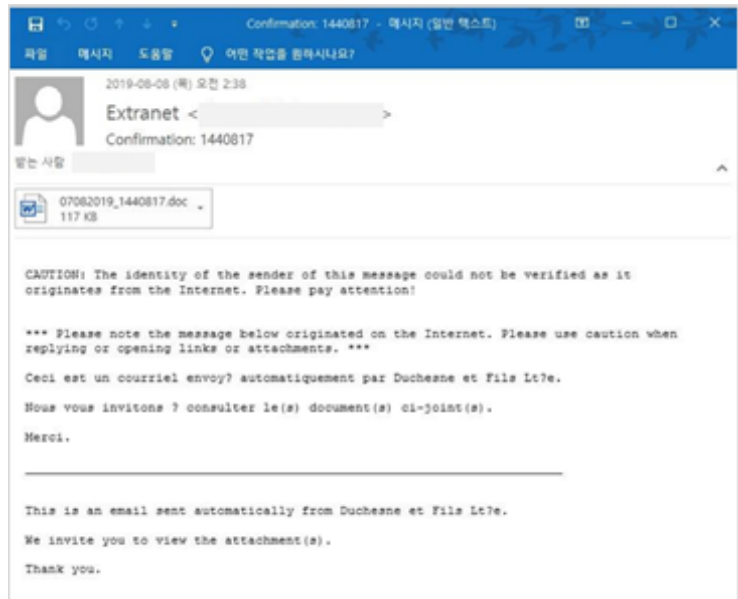 Confirmation: 1440817 - 메시지 (일반 텍스트)
파일 메시지 도움말 어떤 작업을 원하시나요?
2019-08-08 (목) 오전 2:38
Extranet < >
Confirmation: 1440817
받는 사람
07082019_1440817.doc
117 KB
CAUTION: The identity of the sender of this message could not be verified as it
originates from the Internet. Please pay attention!
*** Please note the message below originated on the Internet. Please use caution when
replying or opening links or attachments. ***
Ceci est un courriel envoy? automatiquement par Duchesne et Fils Lt?e.
Nous vous invitons ? consulter le(s) document(s) ci-joint(s).
Merci.
This is an email sent automatically from Duchesne et Fils Lt?e.
We invite you to view the attachment(s).
Thank you.